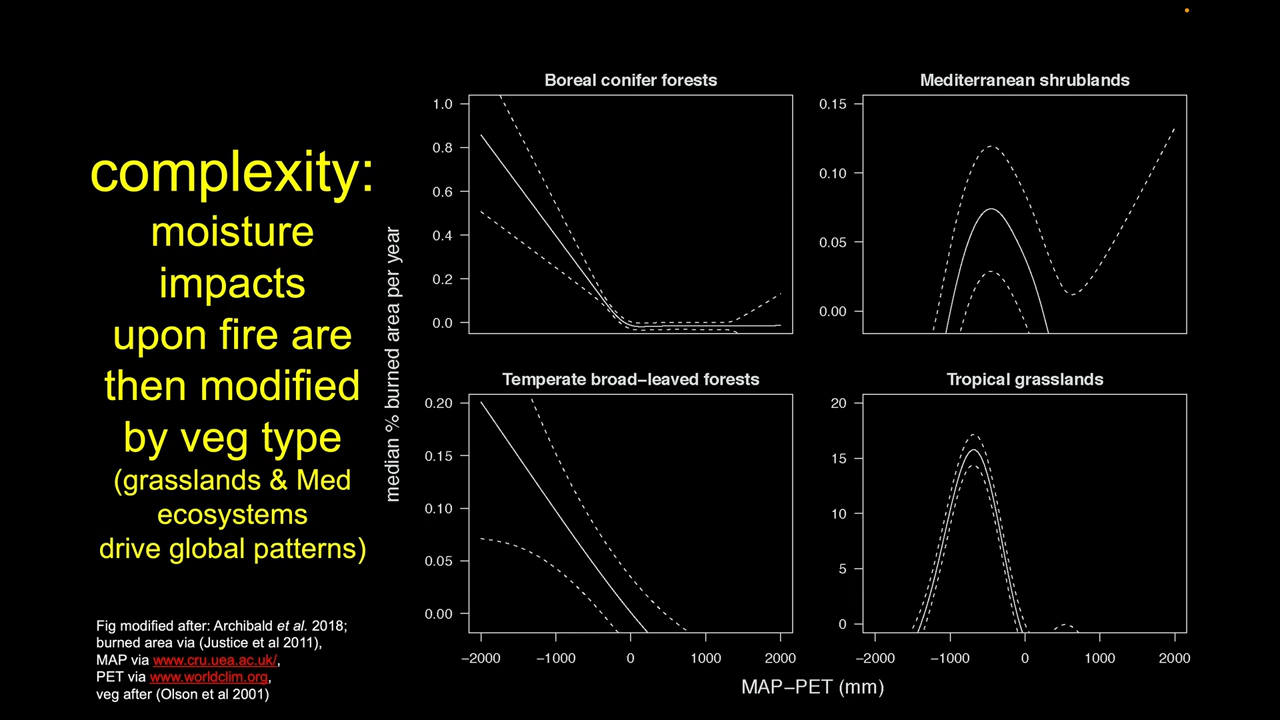 complexity:
moisture
impacts
upon fire are
then modified
by veg type
(grasslands & Med
ecosystems
drive global patterns)
Fig modified after: Archibald et al. 2018;
burned area via (Justice et al 2011),
MAP via www.cru.uea.ac.uk/,
PET via www.worldclim.org,
veg after (Olson et al 2001)
median % burned area per year
Boreal conifer forests
1.0
0.8
0.6
0.4
0.2
0.0
Mediterranean shrublands
0.15
0.10
0.05
0.00
Temperate broad−leaved forests
0.20
0.15
0.10
0.05
0.00
−2000 −1000 0 1000 2000
Tropical grasslands
20
15
10
5
0
−2000 −1000 0 1000 2000
MAP−PET (mm)